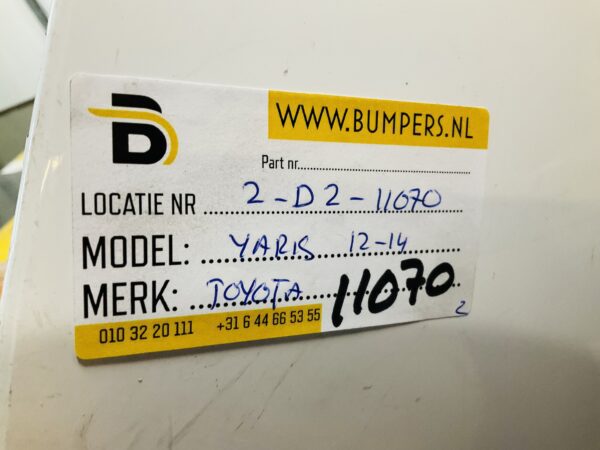 WWW.BUMPERS.NL
Part nr
LOCATIE NR 2-D2-11070
MODEL: YARIS 12-14
MERK: TOYOTA 11070
2
010 32 20 111 +31 6 44 66 53 55